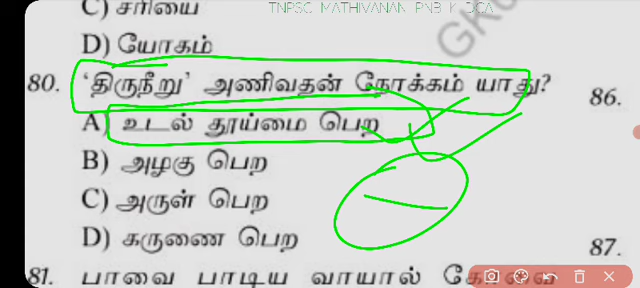 C) சரியை
TNPSC MATHIVANAN PNB K DCA
D) யோகம்
80. 'திருநீறு' அணிவதன் நோக்கம் யாது?
86.
A) உடல் தூய்மை பெற
B) அழகு பெற
C) அருள் பெற
D) கருணை பெற
87.
81. பாவை பாடிய வாயால் கோவை